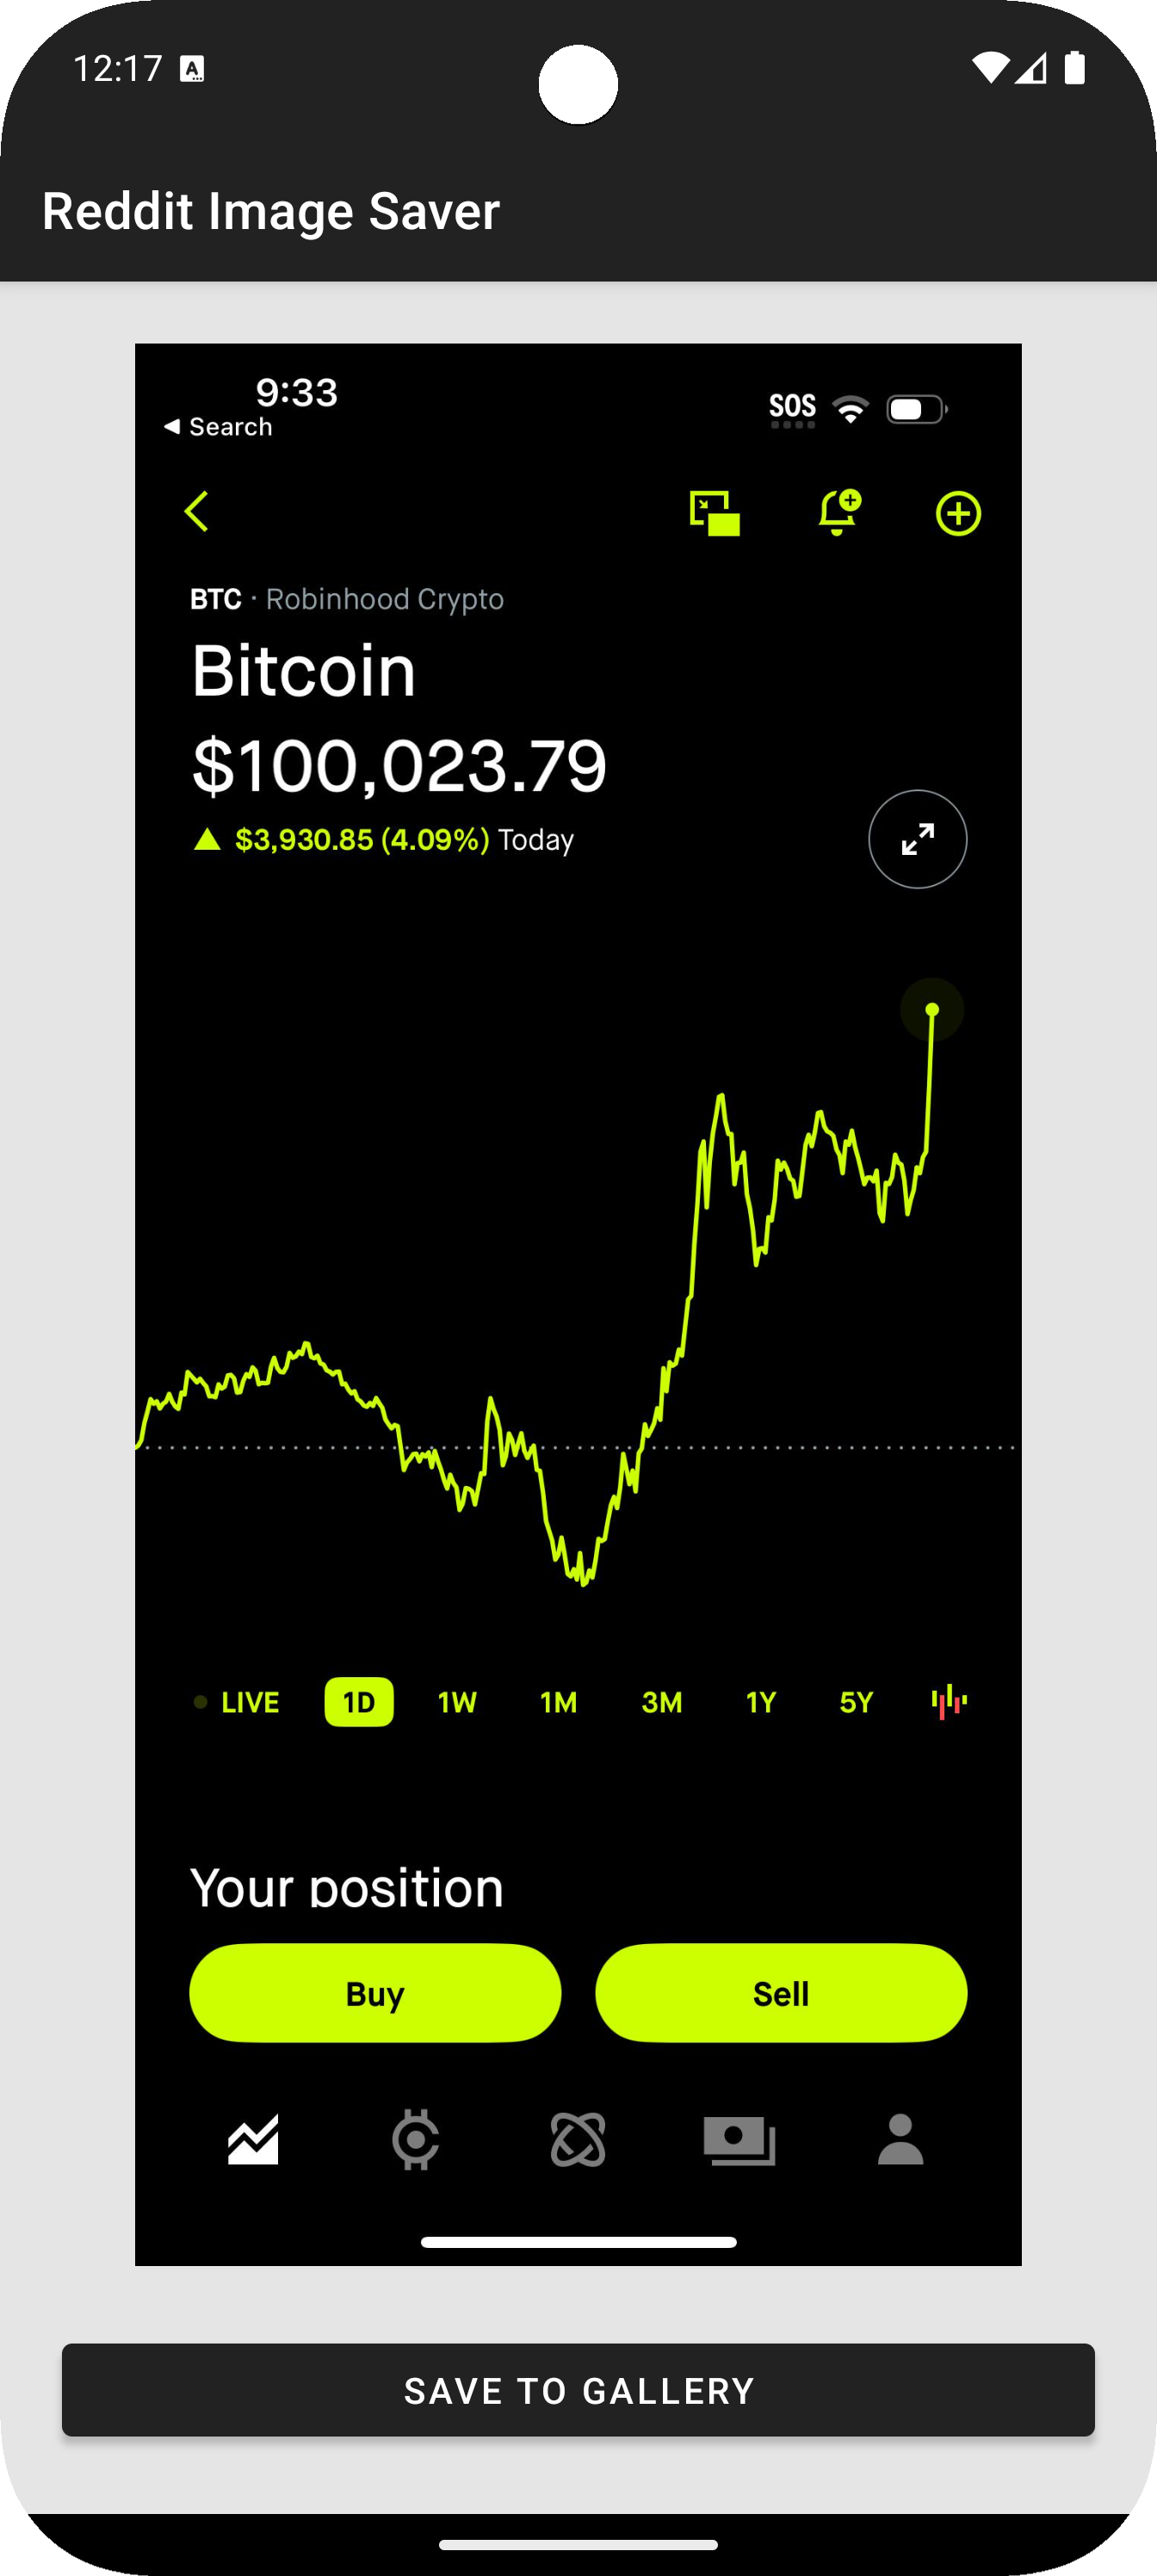 12:17
Reddit Image Saver
9:33
SOS
Search
BTC · Robinhood Crypto
Bitcoin
$100,023.79
$3,930.85 (4.09%) Today
LIVE 1D 1W 1M 3M 1Y 5Y
Your position
Buy Sell
SAVE TO GALLERY